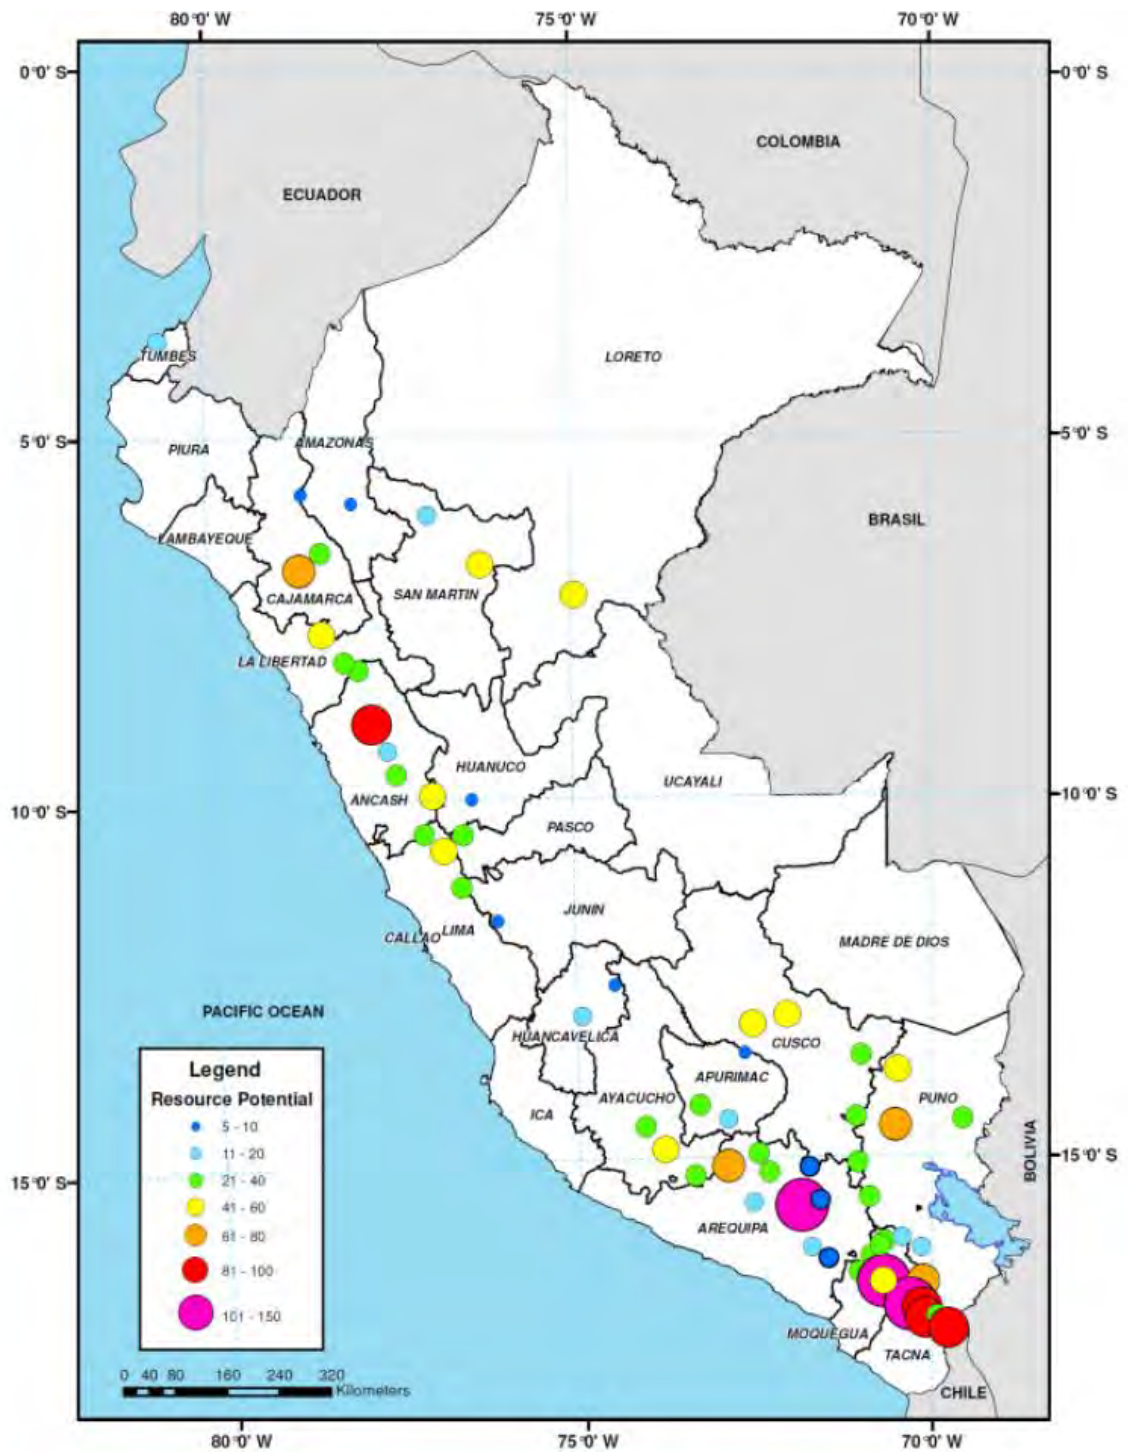 80°0' W 75°0' W 70°0' W
0°0' S 0°0' S
COLOMBIA
ECUADOR
LORETO
TUMBES
5°0' S AMAZONAS 5°0' S
PIURA
BRASIL
LAMBAYEQUE
SAN MARTIN
CAJAMARCA
LA LIBERTAD
HUANUCO
UCAYALI
10°0' S ANCASH 10°0' S
PASCO
JUNIN
LIMA
CALLAO
MADRE DE DIOS
PACIFIC OCEAN
HUANCAVELICA
CUSCO
Legend
APURIMAC
Resource Potential
AYACUCHO
PUNO
ICA
5 - 10
BOLIVIA
11 - 20
15°0' S
21 - 40
15°0' S
41 - 60
AREQUIPA
61 - 80
81 - 100
101 - 150
MOQUEGUA
TACNA
0 40 80 160 240 320
Kilometers
CHILE
80°0' W 75°0' W 70°0' W